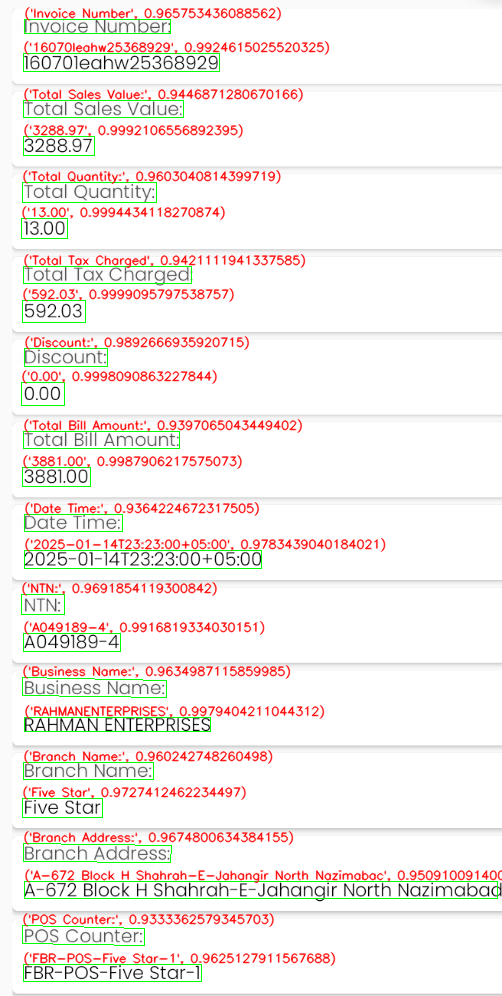 ('Invoice Number', 0.965753436088562)
Invoice Number:
('160701eahw25368929', 0.9924615025520325)
160701eahw25368929
('Total Sales Value:', 0.9446871280670166)
Total Sales Value:
('3288.97', 0.9992106556892395)
3288.97
('Total Quantity:', 0.9603040814399719)
Total Quantity:
('13.00', 0.9994434118270874)
13.00
('Total Tax Charged', 0.9421111941337585)
Total Tax Charged
('592.03', 0.9999095797538757)
592.03
('Discount:', 0.9892666935920715)
Discount:
('0.00', 0.9998090863227844)
0.00
('Total Bill Amount:', 0.9397065043449402)
Total Bill Amount:
('3881.00', 0.9987906217575073)
3881.00
('Date Time:', 0.9364224672317505)
Date Time:
('2025-01-14T23:23:00+05:00', 0.9783439040184021)
2025-01-14T23:23:00+05:00
('NTN:', 0.9691854119300842)
NTN:
('A049189-4', 0.9916819334030151)
A049189-4
('Business Name:', 0.9634987115859985)
Business Name:
('RAHMANENTERPRISES', 0.9979404211044312)
RAHMAN ENTERPRISES
('Branch Name:', 0.960242748260498)
Branch Name:
('Five Star', 0.9727412462234497)
Five Star
('Branch Address:', 0.9674800634384155)
Branch Address:
('A-672 Block H Shahrah-E-Jahangir North Nazimabac', 0.950910091400
A-672 Block H Shahrah-E-Jahangir North Nazimabad
('POS Counter:', 0.9333362579345703)
POS Counter:
('FBR-POS-Five Star-1', 0.9625127911567688)
FBR-POS-Five Star-1